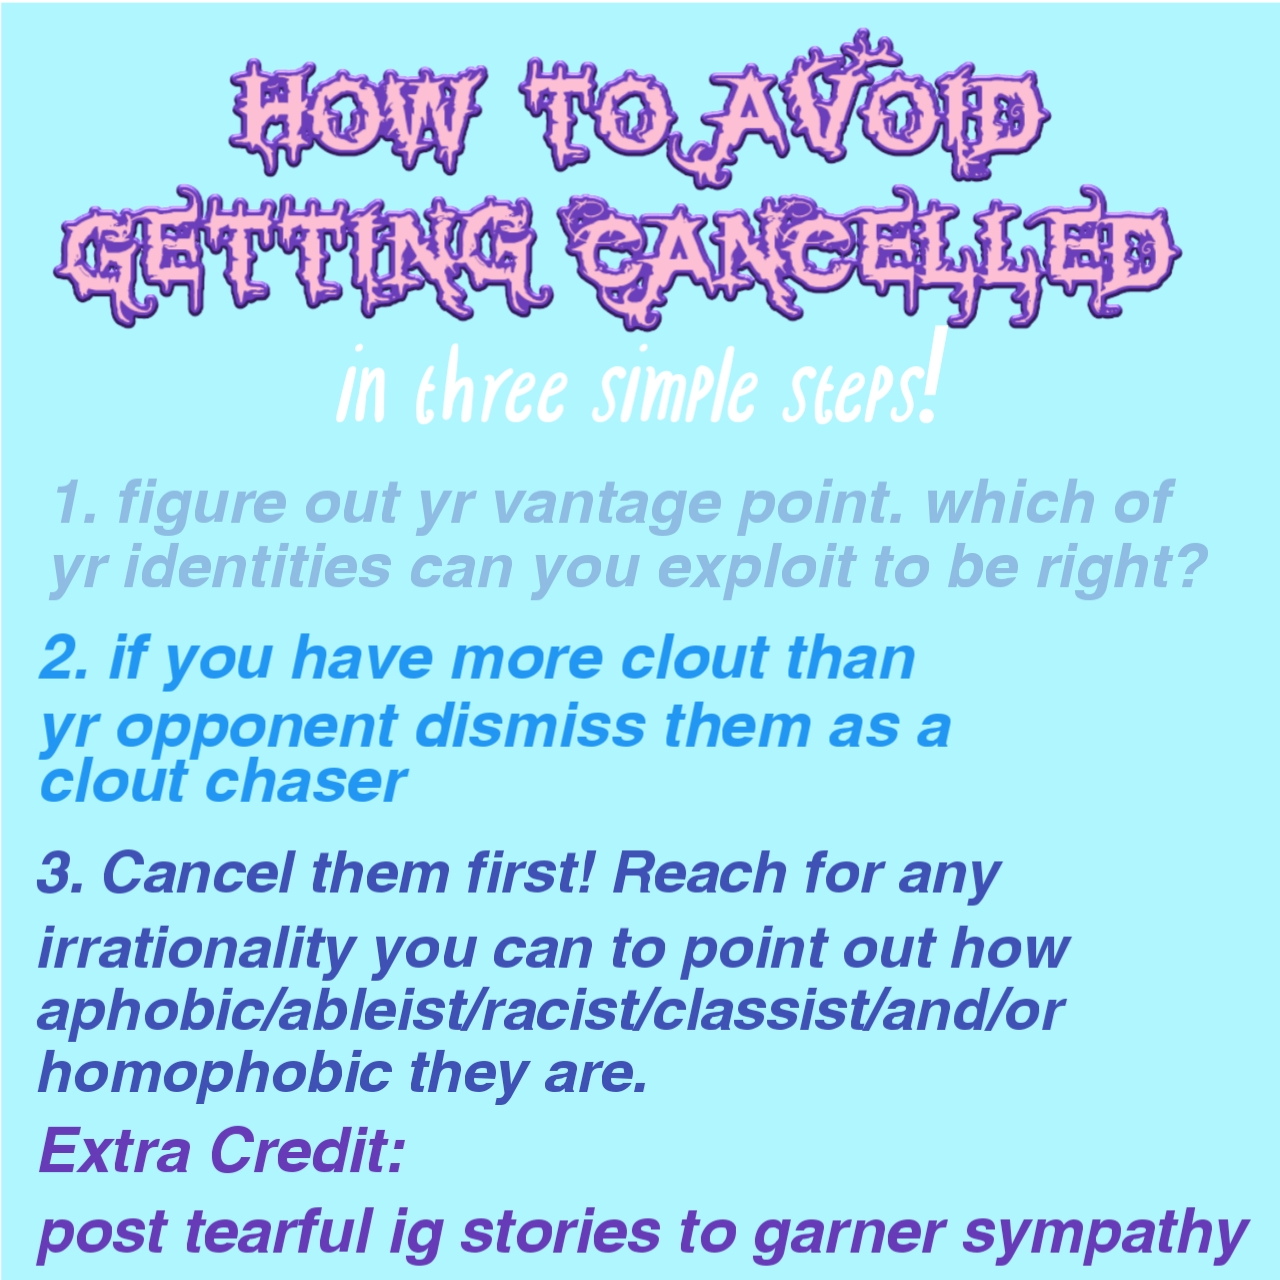 HOW TO AVOID
GETTING CANCELLED
in three simple steps!
1. figure out yr vantage point. which of
yr identities can you exploit to be right?
2. if you have more clout than
yr opponent dismiss them as a
clout chaser
3. Cancel them first! Reach for any
irrationality you can to point out how
aphobic/ableist/racist/classist/and/or
homophobic they are.
Extra Credit:
post tearful ig stories to garner sympathy